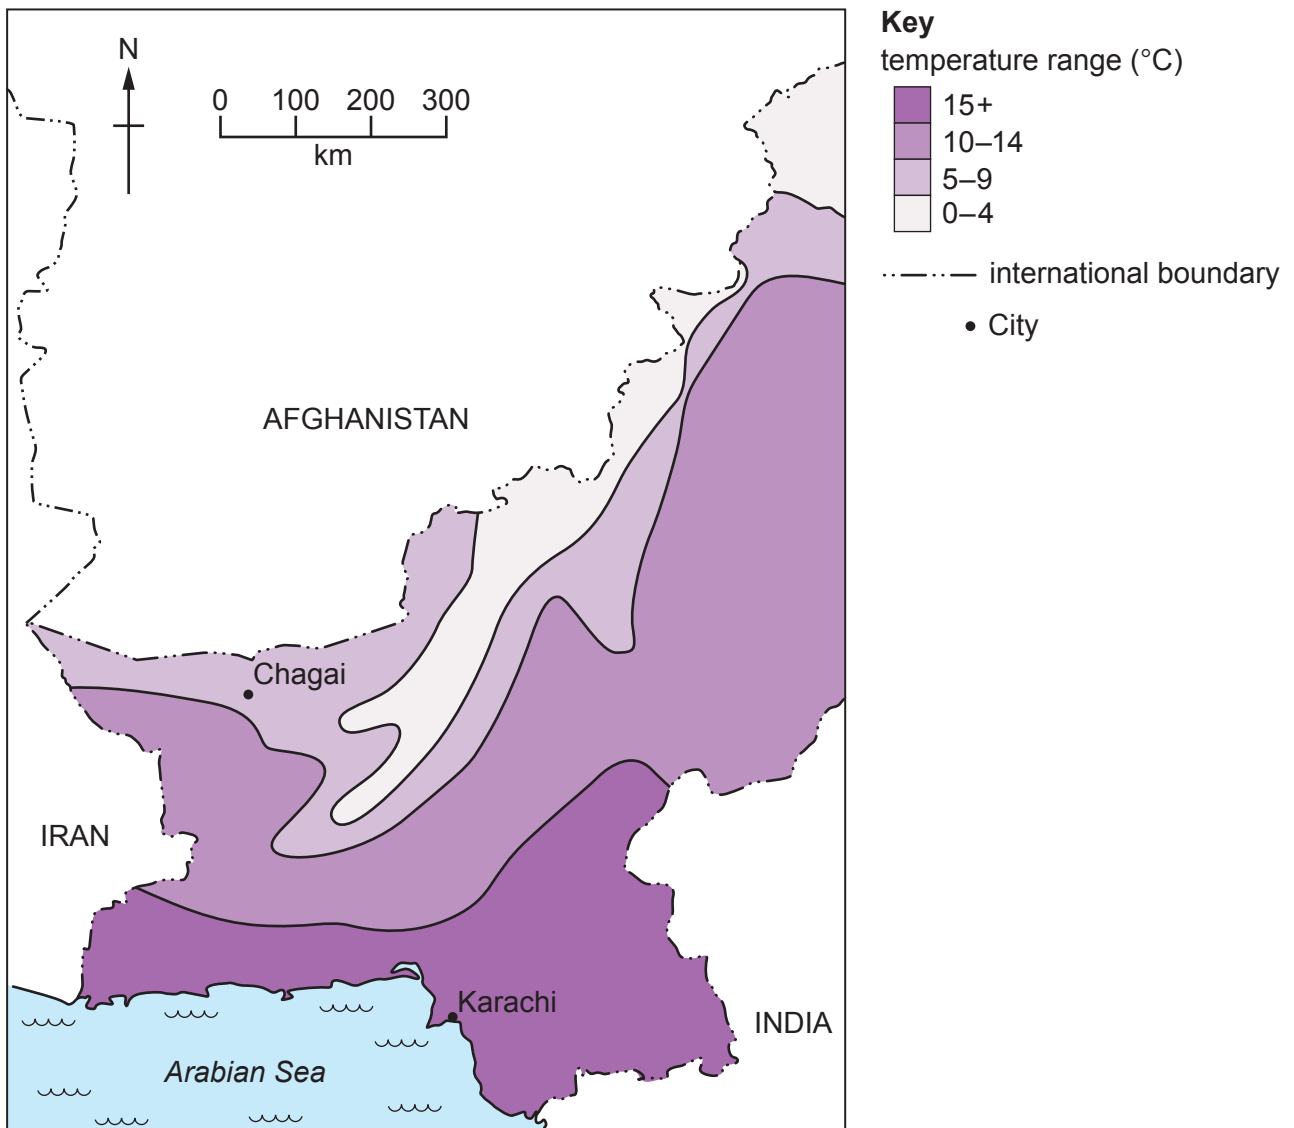 N
0 100 200 300
km
AFGHANISTAN
Chagai
IRAN
Karachi
INDIA
Arabian Sea
Key
temperature range (°C)
15+
10–14
5–9
0–4
international boundary
City